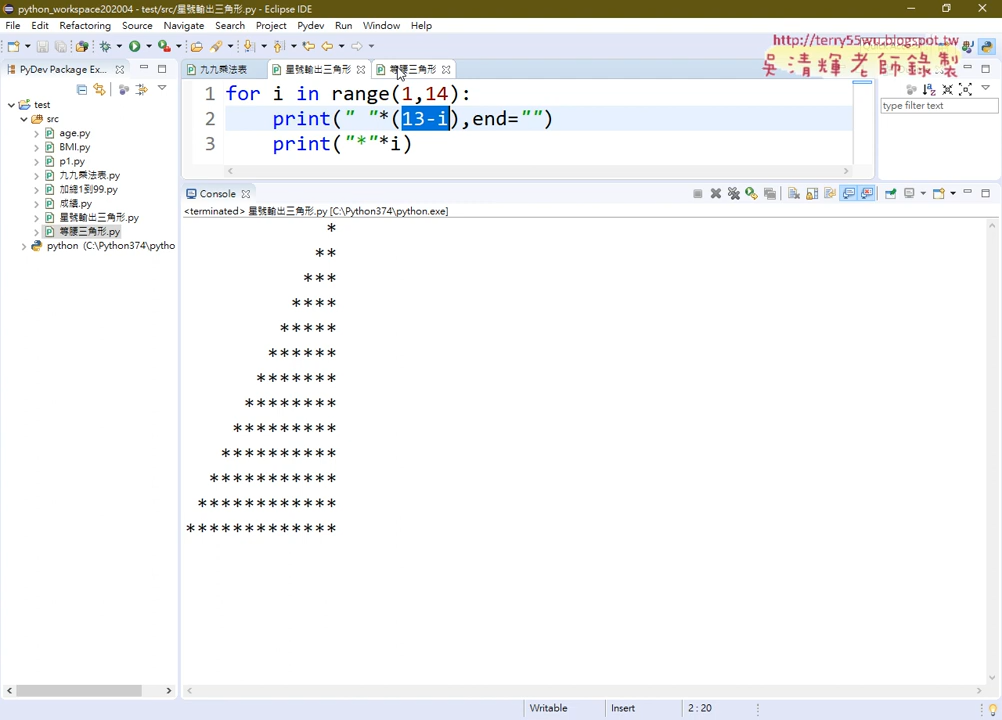 python_workspace202004 - test/src/星號輸出三角形.py - Eclipse IDE
File Edit Refactoring Source Navigate Search Project Pydev Run Window Help
http://terry55wu.blogspot.tw
吳清輝老師錄製
PyDev Package Ex...
九九乘法表
星號輸出三角形
等腰三角形
1 for i in range(1,14):
2 print(" "*(13-i),end="")
3 print("*"*i)
type filter text
test
src
age.py
BMI.py
p1.py
九九乘法表.py
加總1到99.py
成績.py
星號輸出三角形.py
等腰三角形.py
python (C:\Python374\pytho
Console
<terminated> 星號輸出三角形.py [C:\Python374\python.exe]
*
**
***
****
*****
******
*******
********
*********
**********
***********
************
*************
Writable Insert 2 : 20